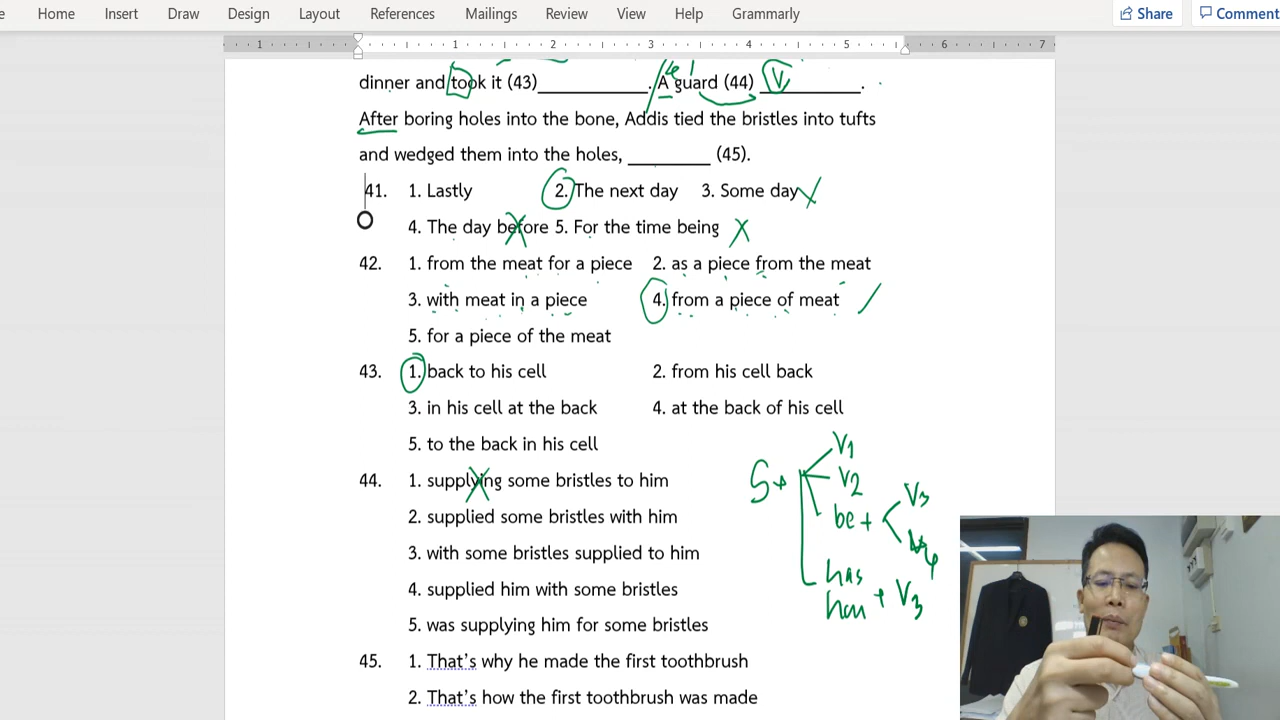 Home Insert Draw Design Layout References Mailings Review View Help Grammarly Share Comment
1 1 2 3 4 5 6 7
dinner and took it (43)___________. A guard (44) V __________.
After boring holes into the bone, Addis tied the bristles into tufts
and wedged them into the holes, _________ (45).
41. 1. Lastly 2. The next day 3. Some day X
4. The day before 5. For the time being X
42. 1. from the meat for a piece 2. as a piece from the meat
3. with meat in a piece 4. from a piece of meat
5. for a piece of the meat
43. 1. back to his cell 2. from his cell back
3. in his cell at the back 4. at the back of his cell
5. to the back in his cell
44. 1. supplying some bristles to him
2. supplied some bristles with him
3. with some bristles supplied to him
4. supplied him with some bristles
5. was supplying him for some bristles
45. 1. That's why he made the first toothbrush
2. That's how the first toothbrush was made
S+
V1
V2
be + V3
has
+ V3